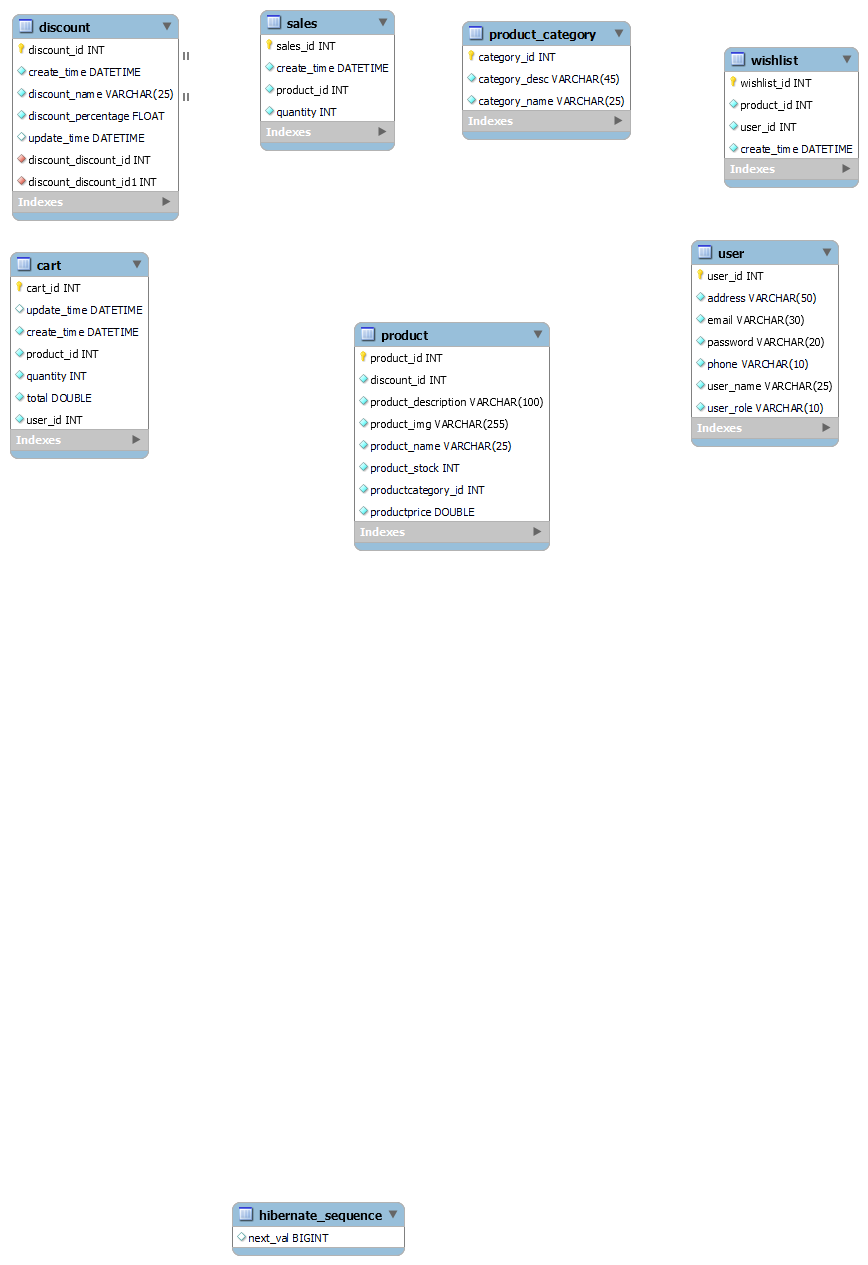 discount
discount_id INT
create_time DATETIME
discount_name VARCHAR(25)
discount_percentage FLOAT
update_time DATETIME
discount_discount_id INT
discount_discount_id1 INT
Indexes
sales
sales_id INT
create_time DATETIME
product_id INT
quantity INT
Indexes
product_category
category_id INT
category_desc VARCHAR(45)
category_name VARCHAR(25)
Indexes
wishlist
wishlist_id INT
product_id INT
user_id INT
create_time DATETIME
Indexes
cart
cart_id INT
update_time DATETIME
create_time DATETIME
product_id INT
quantity INT
total DOUBLE
user_id INT
Indexes
product
product_id INT
discount_id INT
product_description VARCHAR(100)
product_img VARCHAR(255)
product_name VARCHAR(25)
product_stock INT
productcategory_id INT
productprice DOUBLE
Indexes
user
user_id INT
address VARCHAR(50)
email VARCHAR(30)
password VARCHAR(20)
phone VARCHAR(10)
user_name VARCHAR(25)
user_role VARCHAR(10)
Indexes
hibernate_sequence
next_val BIGINT